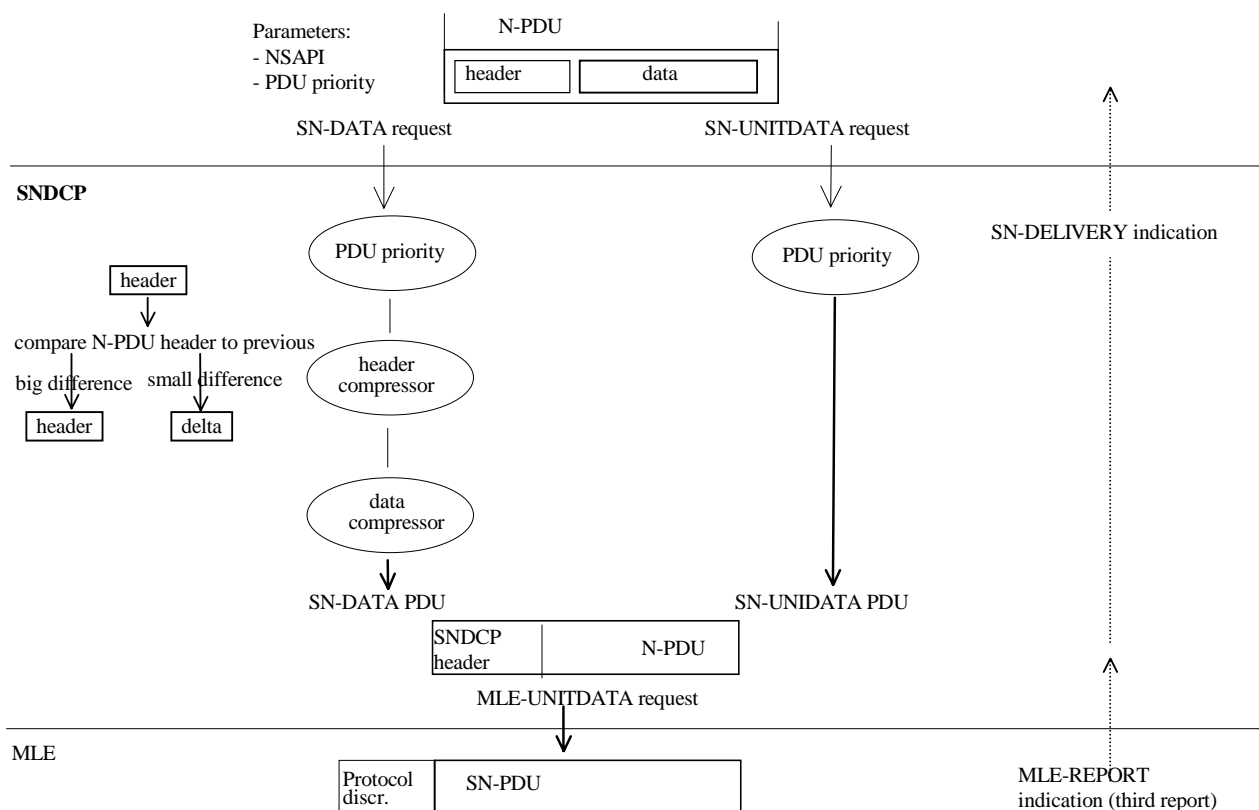 Parameters:
- NSAPI
- PDU priority
N-PDU
header
data
SN-DATA request
SN-UNITDATA request
SNDCP
PDU priority
PDU priority
SN-DELIVERY indication
header
compare N-PDU header to previous
big difference
small difference
header
delta
header
compressor
data
compressor
SN-DATA PDU
SN-UNIDATA PDU
SNDCP
header
N-PDU
MLE-UNITDATA request
MLE
Protocol
discr.
SN-PDU
MLE-REPORT
indication (third report)